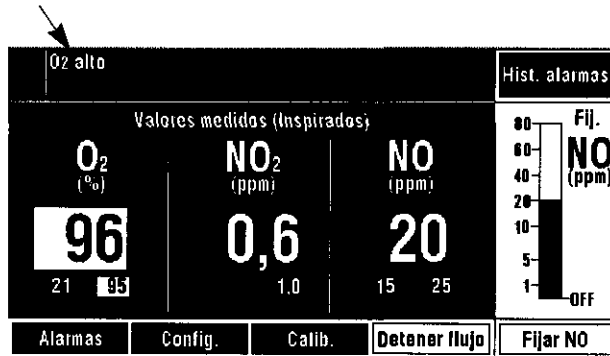 O2 alto
Hist. alarmas
Valores medidos (Inspirados)
O2 NO2 NO
(%) (ppm) (ppm)
96 0,6 20
21 95 1,0 15 25
Fij.
NO
(ppm)
80
60
40
20
10
5
1
OFF
Alarmas Config. Calib. Detener flujo Fijar NO